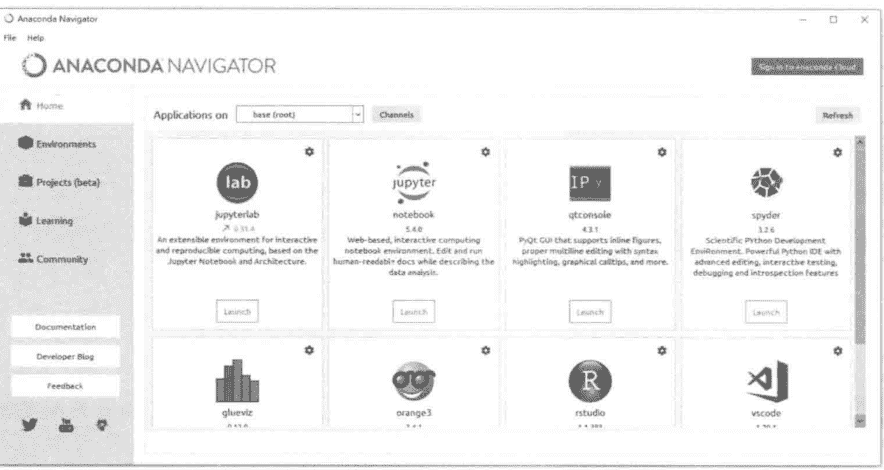 Anaconda Navigator
File Help
ANACONDA NAVIGATOR
Sign in to Anaconda Cloud
Home
Environments
Projects (beta)
Learning
Community
Documentation
Developer Blog
Feedback
Applications on base (root) Channels Refresh
lab
jupyterlab
0.31.4
An extensible environment for interactive
and reproducible computing, based on the
Jupyter Notebook and Architecture.
Launch
jupyter
notebook
5.4.0
Web-based, interactive computing
notebook environment. Edit and run
human-readable docs while describing the
data analysis.
Launch
IPy
qtconsole
4.3.1
PyQt GUI that supports inline figures,
proper multiline editing with syntax
highlighting, graphical calltips, and more.
Launch
spyder
3.2.6
Scientific PYthon Development
EnviRonment. Powerful Python IDE with
advanced editing, interactive testing,
debugging and introspection features
Launch
glueviz
orange3
R
rstudio
vscode